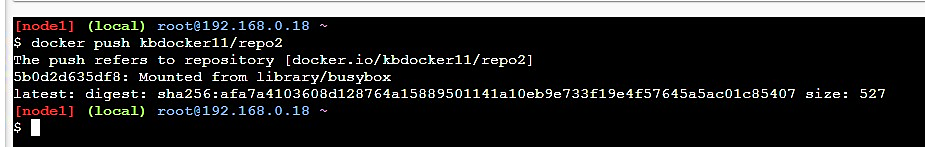 [node1] (local) root@192.168.0.18 ~
$ docker push kbdocker11/repo2
The push refers to repository [docker.io/kbdocker11/repo2]
5b0d2d635df8: Mounted from library/busybox
latest: digest: sha256:afa7a4103608d128764a15889501141a10eb9e733f19e4f57645a5ac01c85407 size: 527
[node1] (local) root@192.168.0.18 ~
$